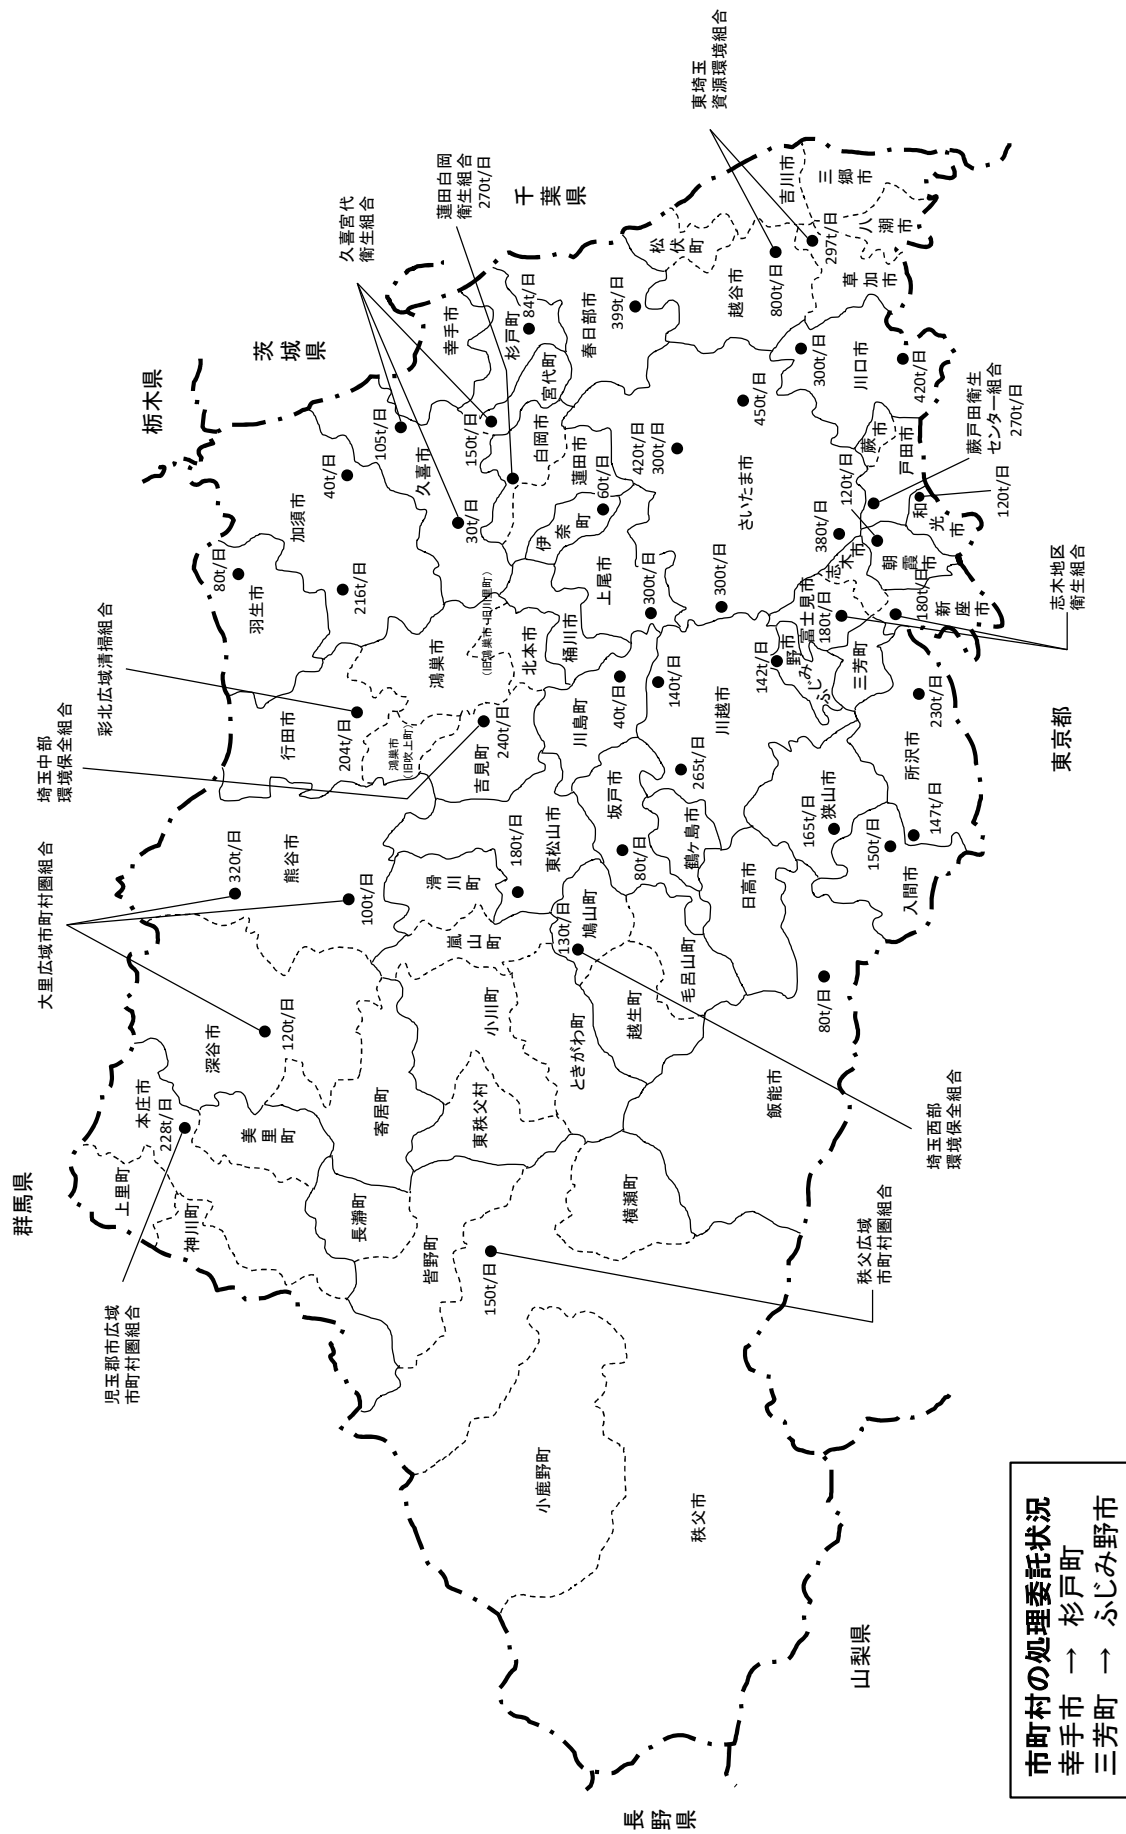 群馬県
栃木県
茨城県
千葉県
東京都
山梨県
長野県
大里広域市町村圏組合
埼玉中部
環境保全組合
彩北広域清掃組合
久喜宮代
衛生組合
蓮田白岡
衛生組合
270t/日
東埼玉
資源環境組合
児玉郡市広域
市町村圏組合
秩父広域
市町村圏組合
埼玉西部
環境保全組合
志木地区
衛生組合
蕨戸田衛生
センター組合
270t/日
120t/日
上里町
神川町
本庄市
228t/日
美里町
深谷市
120t/日
寄居町
長瀞町
皆野町
150t/日
小鹿野町
秩父市
横瀬町
東秩父村
小川町
ときがわ町
嵐山町
滑川町
熊谷市
320t/日
100t/日
東松山市
180t/日
鳩山町
130t/日
越生町
毛呂山町
飯能市
80t/日
日高市
鶴ヶ島市
坂戸市
80t/日
川島町
40t/日
吉見町
240t/日
行田市
204t/日
鴻巣市
(旧吹上町)
鴻巣市
(旧鴻巣市・旧川里町)
羽生市
80t/日
加須市
40t/日
216t/日
久喜市
105t/日
150t/日
30t/日
幸手市
杉戸町
84t/日
宮代町
白岡市
蓮田市
伊奈町
60t/日
北本市
桶川市
上尾市
300t/日
春日部市
399t/日
松伏町
越谷市
800t/日
吉川市
三郷市
八潮市
297t/日
草加市
川口市
300t/日
420t/日
さいたま市
450t/日
420t/日
300t/日
380t/日
300t/日
蕨市
戸田市
120t/日
和光市
朝霞市
志木市
新座市
180t/日
富士見市
180t/日
ふじみ野市
142t/日
三芳町
川越市
140t/日
265t/日
狭山市
165t/日
入間市
150t/日
所沢市
147t/日
230t/日
市町村の処理委託状況
幸手市 → 杉戸町
三芳町 → ふじみ野市